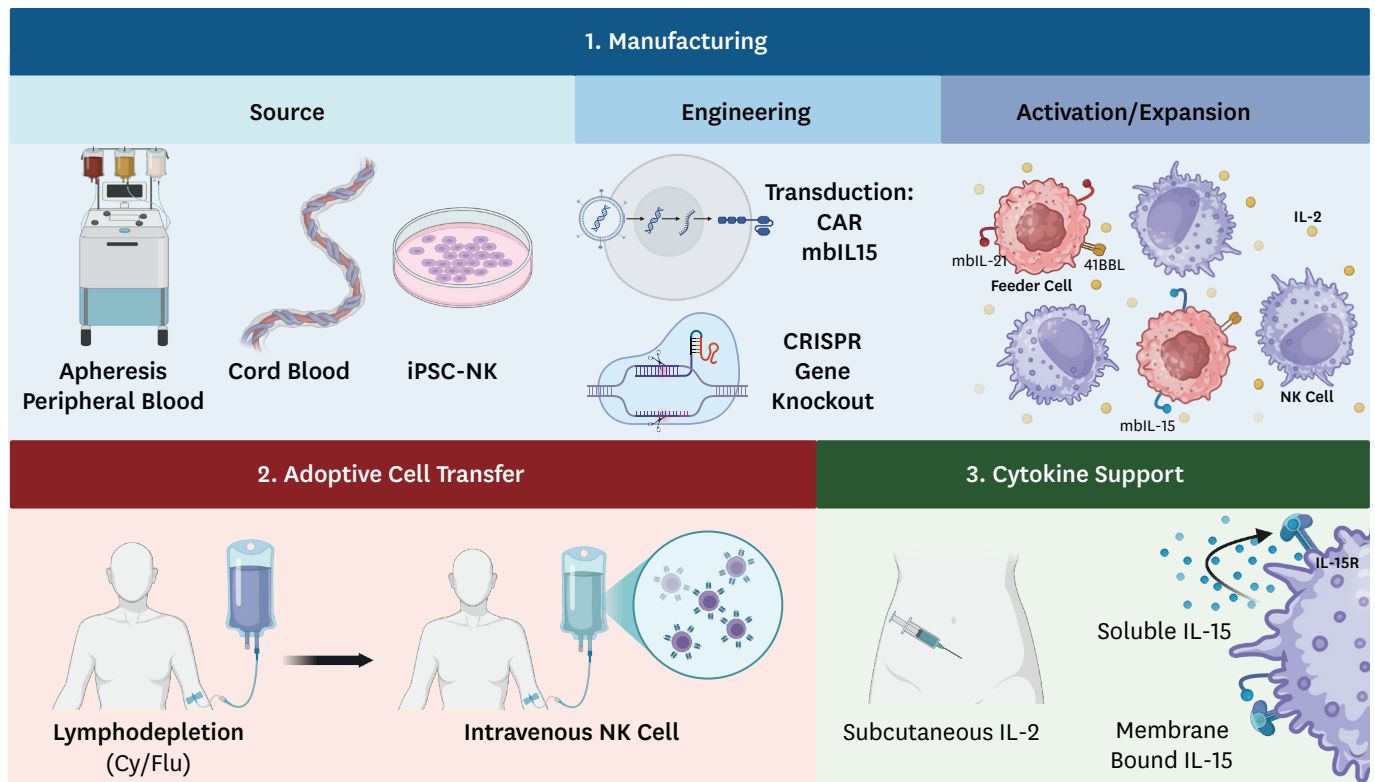 1. Manufacturing
Source
Engineering
Activation/Expansion
Apheresis
Peripheral Blood
Cord Blood
iPSC-NK
Transduction:
CAR
mbIL15
CRISPR
Gene
Knockout
IL-2
mbIL-21
41BBL
Feeder Cell
NK Cell
mbIL-15
2. Adoptive Cell Transfer
Lymphodepletion
(Cy/Flu)
Intravenous NK Cell
3. Cytokine Support
Subcutaneous IL-2
IL-15R
Soluble IL-15
Membrane
Bound IL-15